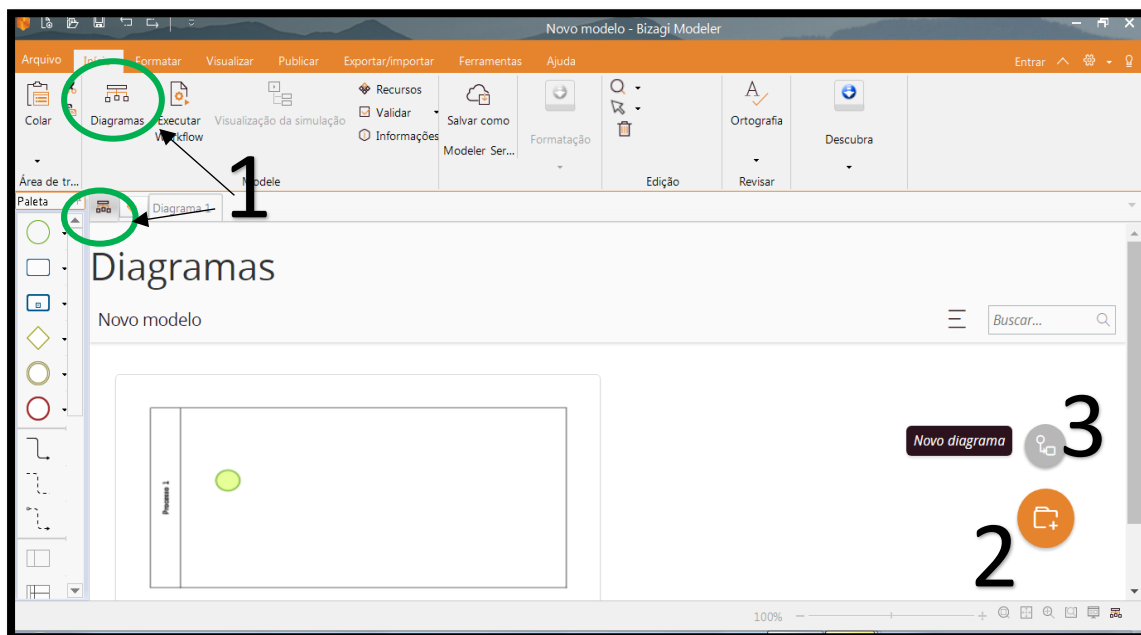 Novo modelo - Bizagi Modeler
Arquivo Início Formatar Visualizar Publicar Exportar/importar Ferramentas Ajuda Entrar
Colar
Diagramas
Executar Workflow
Visualização da simulação
Recursos
Validar
Informações
Salvar como
Modeler Ser...
Formatação
Ortografia
Descubra
Área de tr... Modele Edição Revisar
1
Paleta
Diagrama 1
Diagramas
Novo modelo
Buscar...
Processo 1
Novo diagrama
3
2
100%